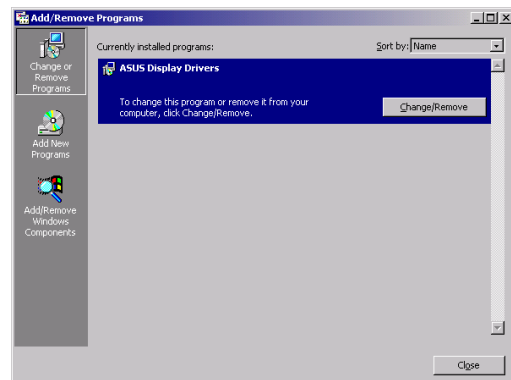 Add/Remove Programs
Change or
Remove
Programs
Add New
Programs
Add/Remove
Windows
Components
Currently installed programs:
Sort by: Name
ASUS Display Drivers
To change this program or remove it from your
computer, click Change/Remove.
Change/Remove
Close